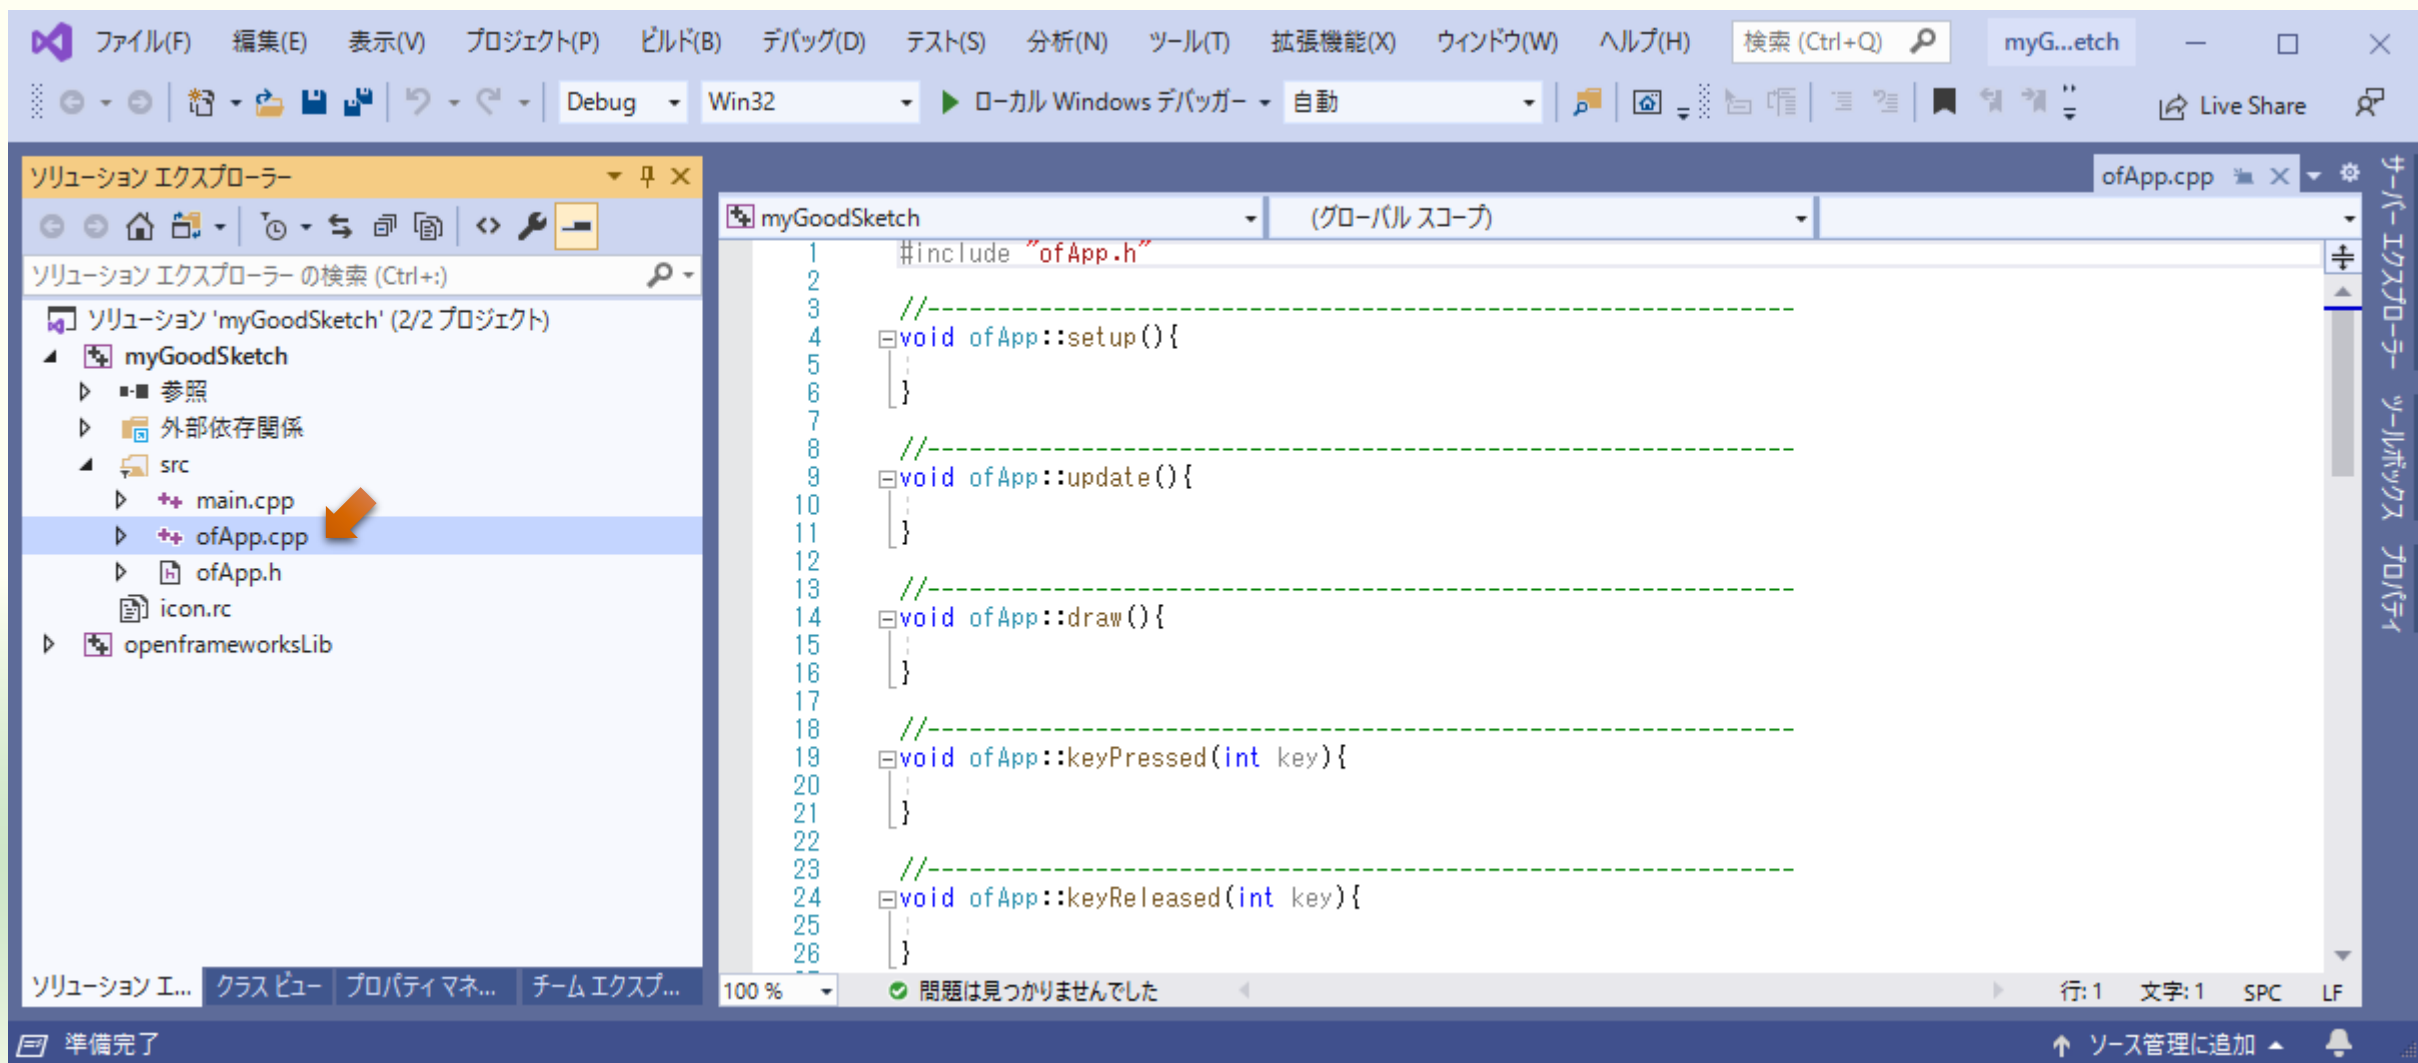 ファイル(F) 編集(E) 表示(V) プロジェクト(P) ビルド(B) デバッグ(D) テスト(S) 分析(N) ツール(T) 拡張機能(X) ウィンドウ(W) ヘルプ(H) 検索 (Ctrl+Q) myG...etch
Debug Win32 ローカル Windows デバッガー 自動 Live Share
ソリューション エクスプローラー
ソリューション エクスプローラー の検索 (Ctrl+:)
ソリューション 'myGoodSketch' (2/2 プロジェクト)
myGoodSketch
参照
外部依存関係
src
main.cpp
ofApp.cpp
ofApp.h
icon.rc
openframeworksLib
ソリューション エ... クラス ビュー プロパティ マネ... チーム エクスプ...
ofApp.cpp
myGoodSketch (グローバル スコープ)
1 #include "ofApp.h"
2
3 //--------------------------------------------------------------
4 void ofApp::setup(){
5
6 }
7
8 //--------------------------------------------------------------
9 void ofApp::update(){
10
11 }
12
13 //--------------------------------------------------------------
14 void ofApp::draw(){
15
16 }
17
18 //--------------------------------------------------------------
19 void ofApp::keyPressed(int key){
20
21 }
22
23 //--------------------------------------------------------------
24 void ofApp::keyReleased(int key){
25
26 }
100 % 問題は見つかりませんでした 行: 1 文字: 1 SPC LF
サーバー エクスプローラー
ツールボックス
プロパティ
準備完了 ソース管理に追加